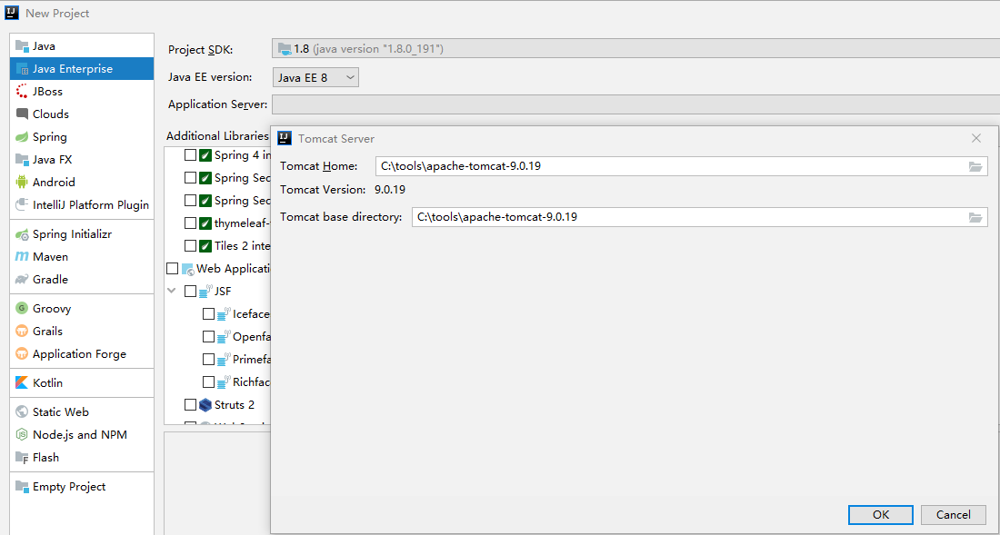 New Project
Java
Java Enterprise
JBoss
Clouds
Spring
Java FX
Android
IntelliJ Platform Plugin
Spring Initializr
Maven
Gradle
Groovy
Grails
Application Forge
Kotlin
Static Web
Node.js and NPM
Flash
Empty Project
Project SDK:
1.8 (java version "1.8.0_191")
Java EE version:
Java EE 8
Application Server:
Additional Libraries
Spring 4 in
Spring Sec
Spring Sec
thymeleaf-
Tiles 2 inte
Web Applicati
JSF
Iceface
Openfa
Primefa
Richfac
Struts 2
Tomcat Server
Tomcat Home:
C:\tools\apache-tomcat-9.0.19
Tomcat Version: 9.0.19
Tomcat base directory:
C:\tools\apache-tomcat-9.0.19
OK
Cancel